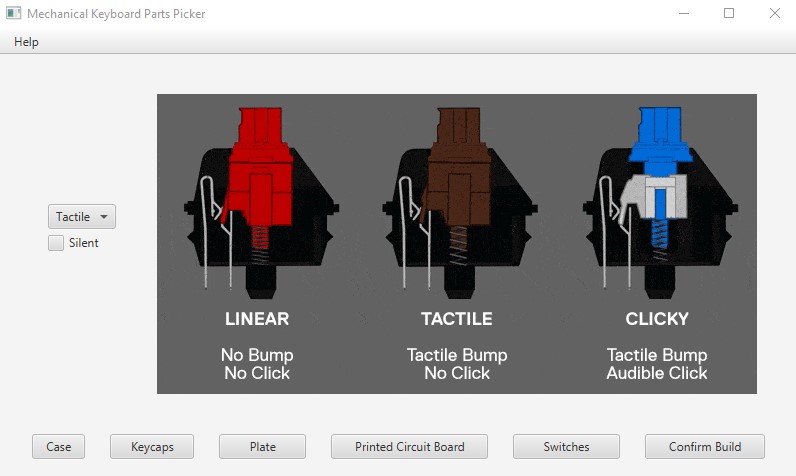 Mechanical Keyboard Parts Picker
Help
Tactile
Silent
LINEAR
No Bump
No Click
TACTILE
Tactile Bump
No Click
CLICKY
Tactile Bump
Audible Click
Case
Keycaps
Plate
Printed Circuit Board
Switches
Confirm Build